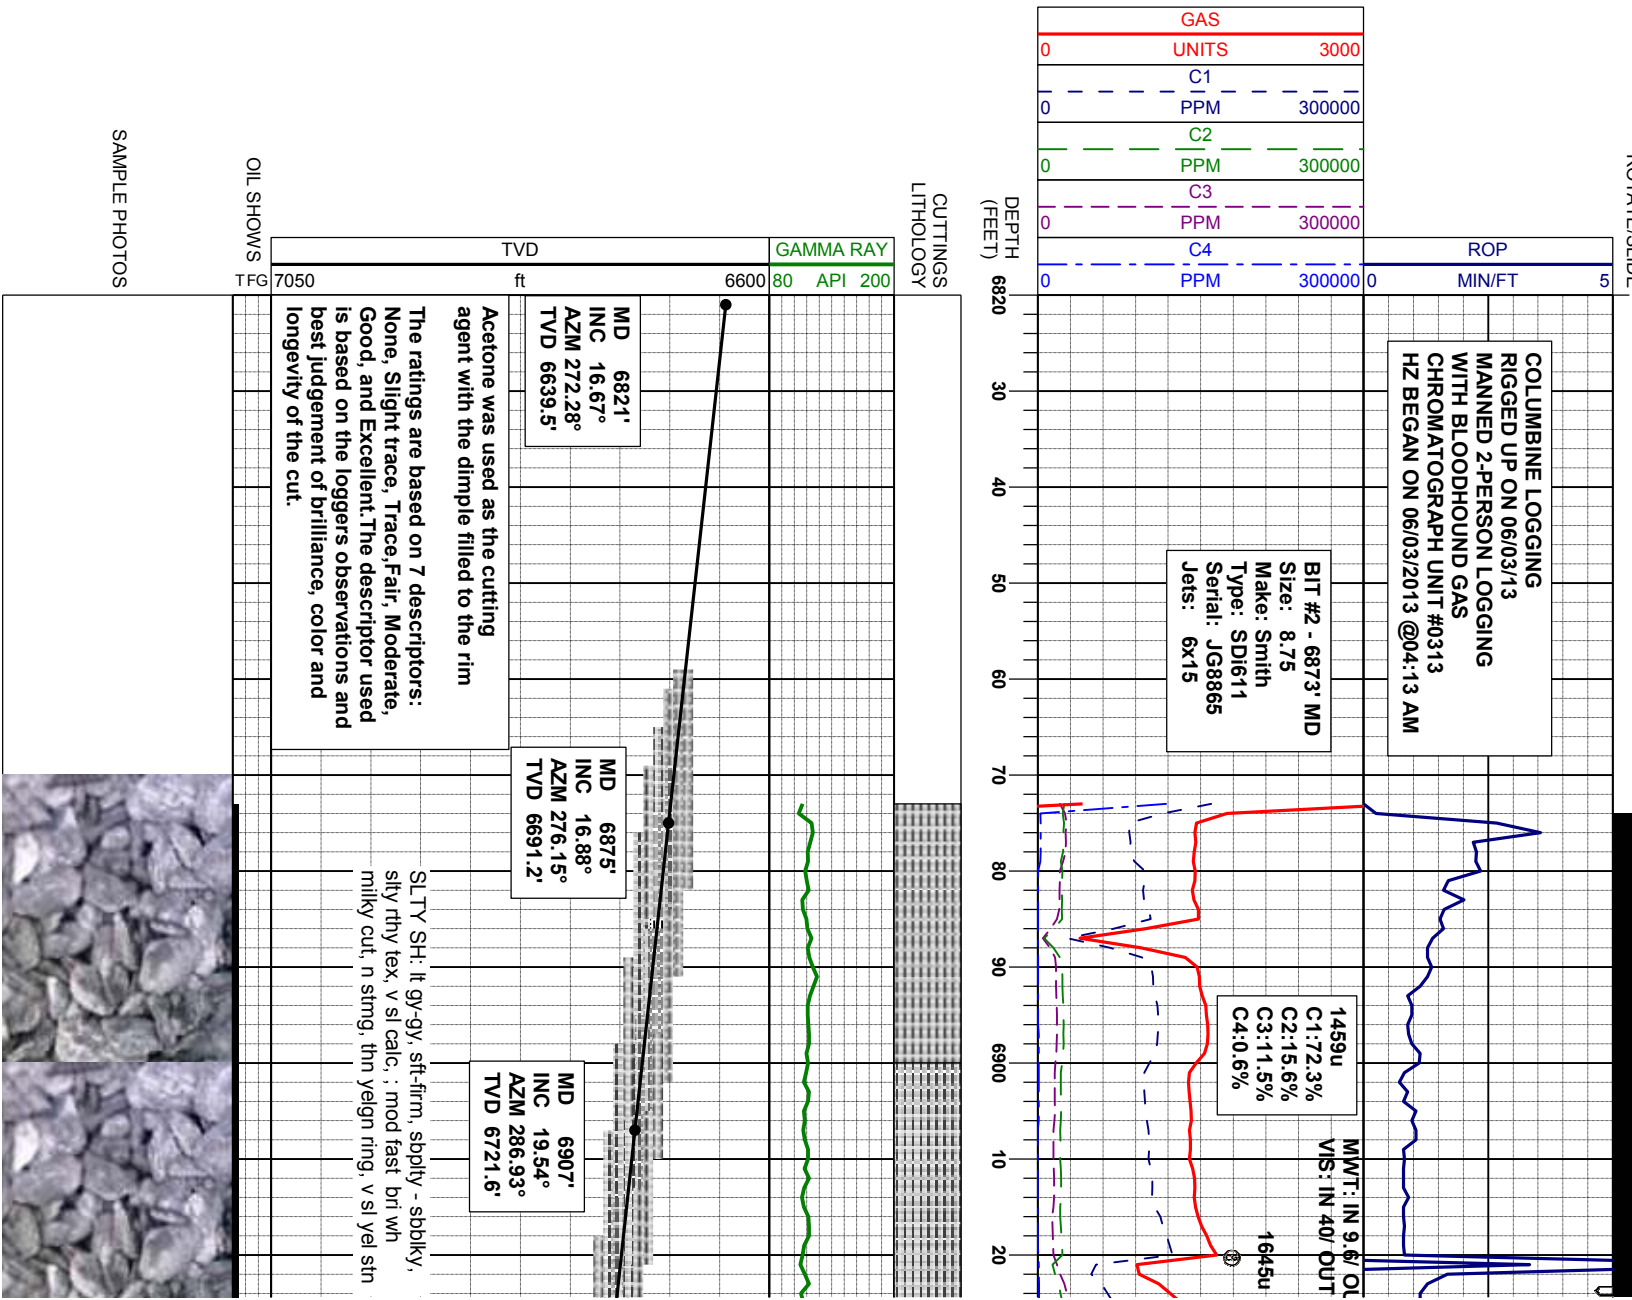 GAS
0 UNITS 3000
C1
0 PPM 300000
C2
0 PPM 300000
C3
0 PPM 300000
C4
0 PPM 300000
ROP
0 MIN/FT 5
DEPTH
(FEET)
CUTTINGS
LITHOLOGY
GAMMA RAY
80 API 200
TVD
7050 ft 6600
OIL SHOWS
TFG
SAMPLE PHOTOS
6820
30
40
50
60
70
80
90
6900
10
20
COLUMBINE LOGGING
RIGGED UP ON 06/03/13
MANNED 2-PERSON LOGGING
WITH BLOODHOUND GAS
CHROMATOGRAPH UNIT #0313
HZ BEGAN ON 06/03/2013 @04:13 AM
BIT #2 - 6873' MD
Size: 8.75
Make: Smith
Type: SDi611
Serial: JG8865
Jets: 6x15
1459u
C1:72.3%
C2:15.6%
C3:11.5%
C4:0.6%
MWT: IN 9.6/ OU
VIS: IN 40/ OUT
1645u
MD 6821'
INC 16.67°
AZM 272.28°
TVD 6639.5'
Acetone was used as the cutting
agent with the dimple filled to the rim
The ratings are based on 7 descriptors:
None, Slight trace, Trace,Fair, Moderate,
Good, and Excellent.The descriptor used
is based on the loggers observations and
best judgement of brilliance, color and
longevity of the cut.
MD 6875'
INC 16.88°
AZM 276.15°
TVD 6691.2'
MD 6907'
INC 19.54°
AZM 286.93°
TVD 6721.6'
SLTY SH: lt gy-gy, sft-firm, sbplty - sbblky,
slty rthy tex, v sl calc, ; mod fast bri wh
milky cut, n stmg, thn yelgn ring, v sl yel stn